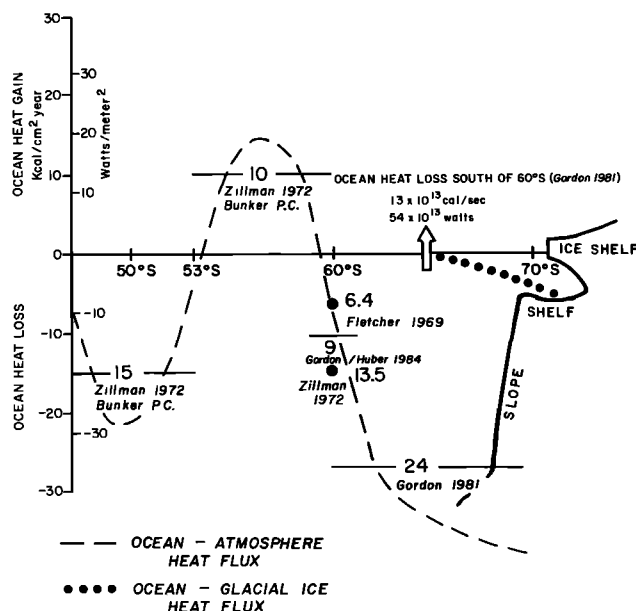 OCEAN HEAT GAIN
Kcal/cm² year
Watts/meter²
30
20
10
0
-10
-20
-30
30
10
-10
-30
10
Zillman 1972
Bunker P.C.
OCEAN HEAT LOSS SOUTH OF 60°S (Gordon 1981)
13 x 10¹³ cal/sec
54 x 10¹³ watts
ICE SHELF
50°S
53°S
60°S
70°S
SHELF
6.4
Fletcher 1969
9
Gordon/Huber 1984
13.5
Zillman
1972
15
Zillman 1972
Bunker P.C.
OCEAN HEAT LOSS
SLOPE
24
Gordon 1981
OCEAN - ATMOSPHERE
HEAT FLUX
OCEAN - GLACIAL ICE
HEAT FLUX